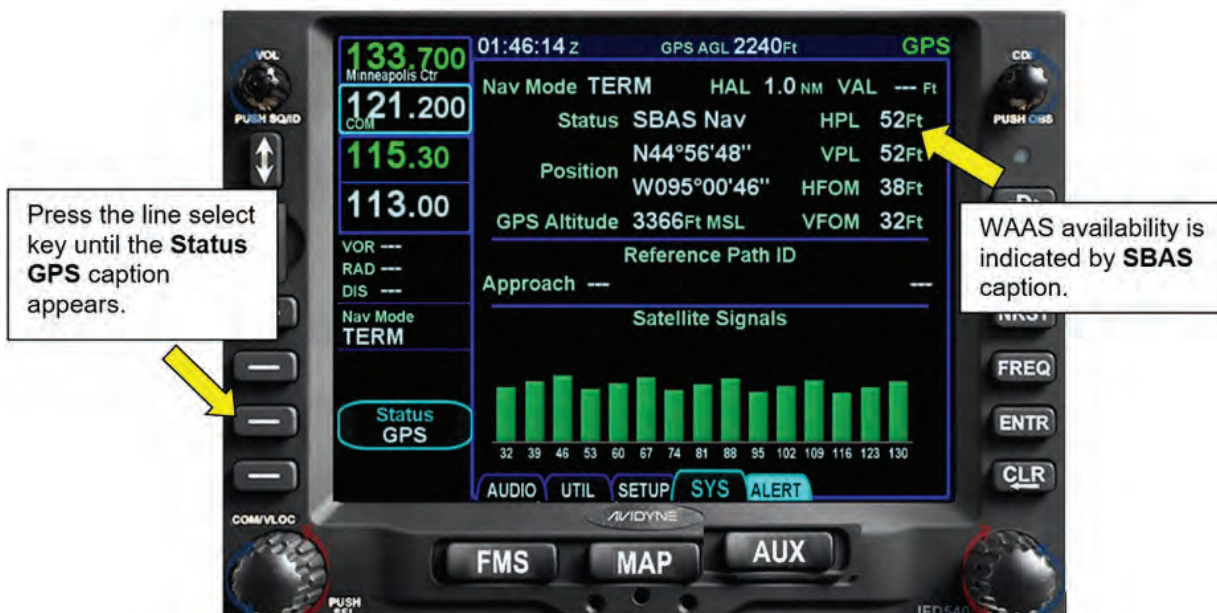 VOL
PUSH SQ/ID
133.700
Minneapolis Ctr
121.200
COM
115.30
113.00
VOR ---
RAD ---
DIS ---
Nav Mode
TERM
Status
GPS
01:46:14 Z GPS AGL 2240Ft GPS
Nav Mode TERM HAL 1.0 NM VAL --- Ft
Status SBAS Nav HPL 52Ft
Position N44°56'48" VPL 52Ft
W095°00'46" HFOM 38Ft
GPS Altitude 3366Ft MSL VFOM 32Ft
Reference Path ID
Approach --- ---
Satellite Signals
32 39 46 53 60 67 74 81 88 95 102 109 116 123 130
AUDIO UTIL SETUP SYS ALERT
CDI
PUSH OBS
D
NRST
FREQ
ENTR
CLR
Press the line select
key until the Status
GPS caption
appears.
WAAS availability is
indicated by SBAS
caption.
AVIDYNE
COM/VLOC
PUSH
SEL
FMS MAP AUX
IFD540